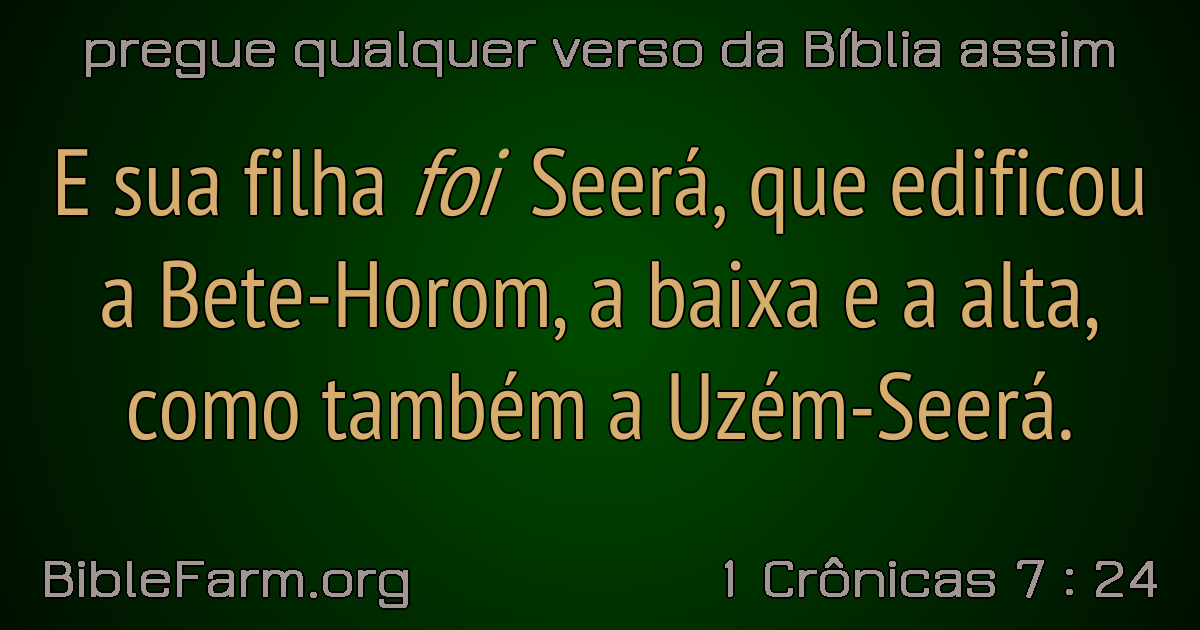 pregue qualquer verso da Bíblia assim
E sua filha foi Seerá, que edificou
a Bete-Horom, a baixa e a alta,
como também a Uzém-Seerá.
BibleFarm.org
1 Crônicas 7 : 24